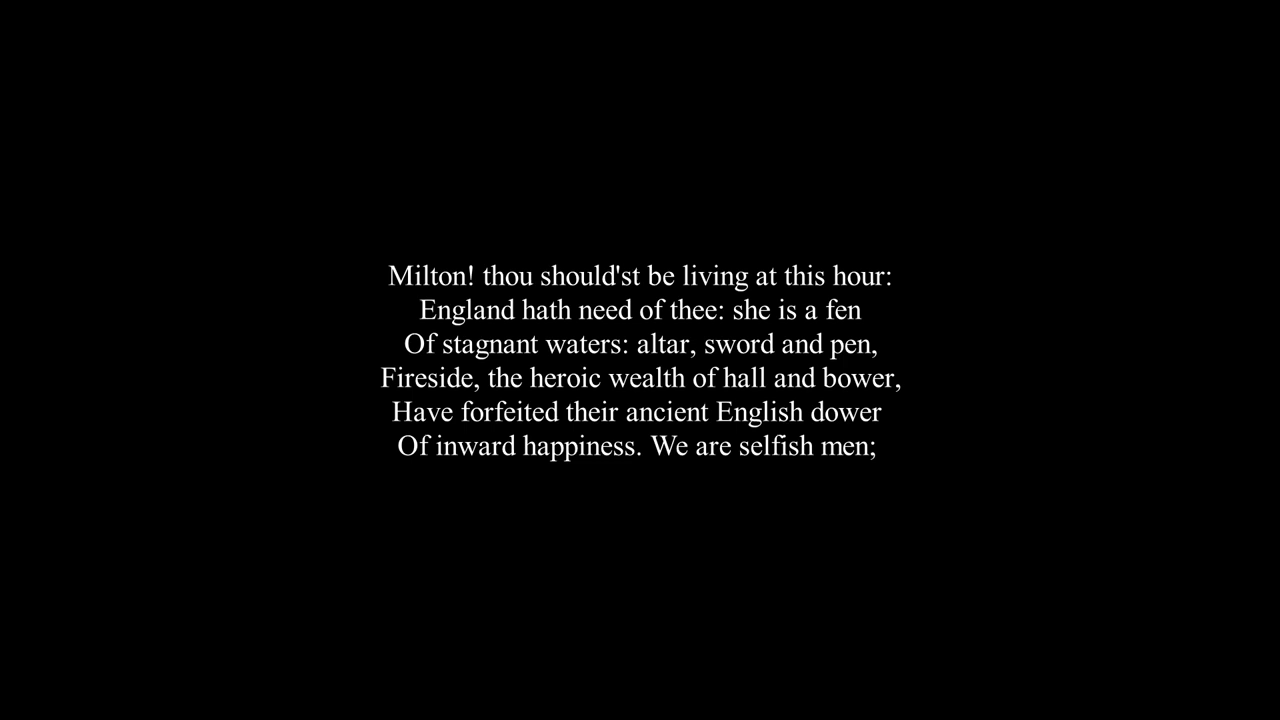 Milton! thou should'st be living at this hour:
England hath need of thee: she is a fen
Of stagnant waters: altar, sword and pen,
Fireside, the heroic wealth of hall and bower,
Have forfeited their ancient English dower
Of inward happiness. We are selfish men;